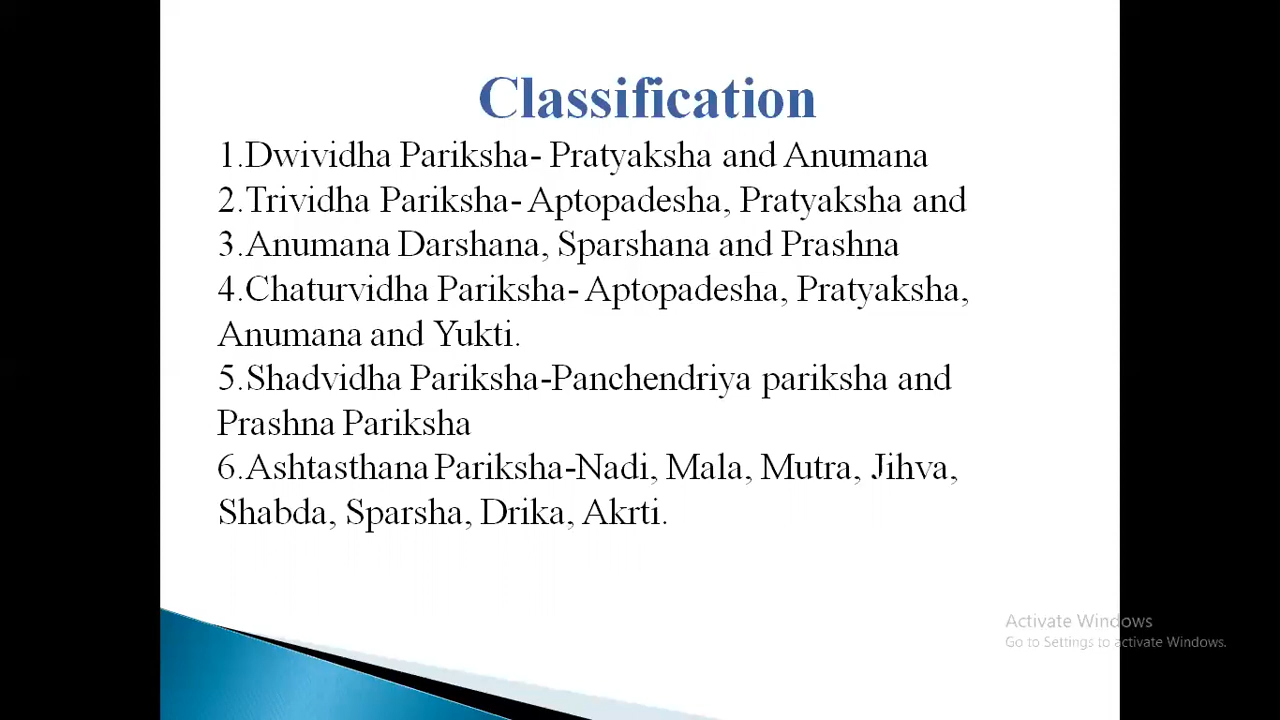 Classification
1.Dwividha Pariksha- Pratyaksha and Anumana
2.Trividha Pariksha- Aptopadesha, Pratyaksha and
3.Anumana Darshana, Sparshana and Prashna
4.Chaturvidha Pariksha- Aptopadesha, Pratyaksha,
Anumana and Yukti.
5.Shadvidha Pariksha-Panchendriya pariksha and
Prashna Pariksha
6.Ashtasthana Pariksha-Nadi, Mala, Mutra, Jihva,
Shabda, Sparsha, Drika, Akrti.
Activate Windows
Go to Settings to activate Windows.